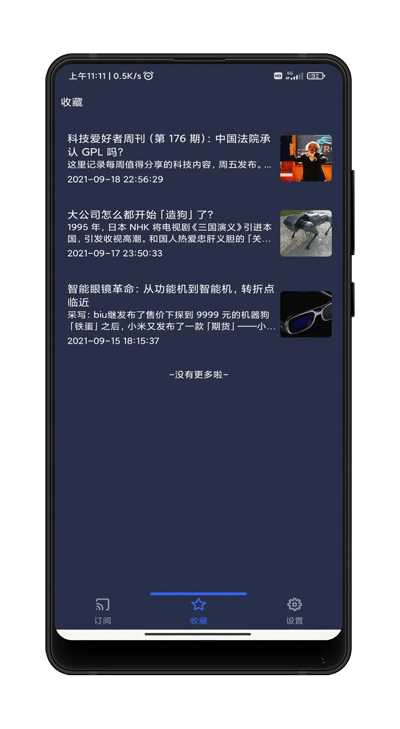 上午11:11 | 0.5K/s
HD 5G 92
收藏
科技爱好者周刊（第 176 期）：中国法院承
认 GPL 吗？
这里记录每周值得分享的科技内容，周五发布。...
2021-09-18 22:56:29
大公司怎么都开始「造狗」了？
1995 年，日本 NHK 将电视剧《三国演义》引进本
国，引发收视高潮。和国人热爱忠肝义胆的「关...
2021-09-17 23:50:33
智能眼镜革命：从功能机到智能机，转折点
临近
采写：biu继发布了售价下探到 9999 元的机器狗
「铁蛋」之后，小米又发布了一款「期货」——小...
2021-09-15 18:15:37
~没有更多啦~
订阅
收藏
设置